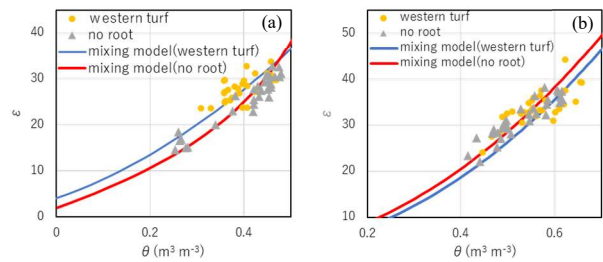 western turf
no root
mixing model(western turf)
mixing model(no root)
(a)
40
30
20
10
0
ε
0
0.2
0.4
θ (m³ m⁻³)
western turf
no root
mixing model(western turf)
mixing model(no root)
(b)
60
50
40
30
20
10
ε
0.2
0.4
0.6
θ (m³ m⁻³)